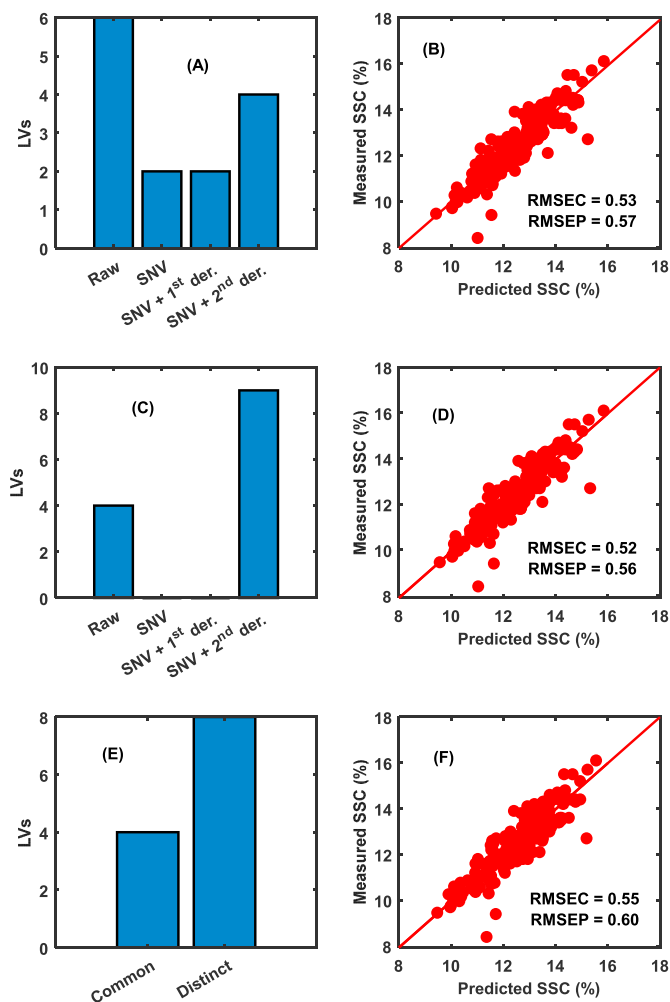 (A)
LVs
6
5
4
3
2
1
0
Raw
SNV
SNV + 1st der.
SNV + 2nd der.
(B)
Measured SSC (%)
18
16
14
12
10
8
RMSEC = 0.53
RMSEP = 0.57
8 10 12 14 16 18
Predicted SSC (%)
(C)
LVs
10
8
6
4
2
0
Raw
SNV
SNV + 1st der.
SNV + 2nd der.
(D)
Measured SSC (%)
18
16
14
12
10
8
RMSEC = 0.52
RMSEP = 0.56
8 10 12 14 16 18
Predicted SSC (%)
(E)
LVs
8
6
4
2
0
Common
Distinct
(F)
Measured SSC (%)
18
16
14
12
10
8
RMSEC = 0.55
RMSEP = 0.60
8 10 12 14 16 18
Predicted SSC (%)